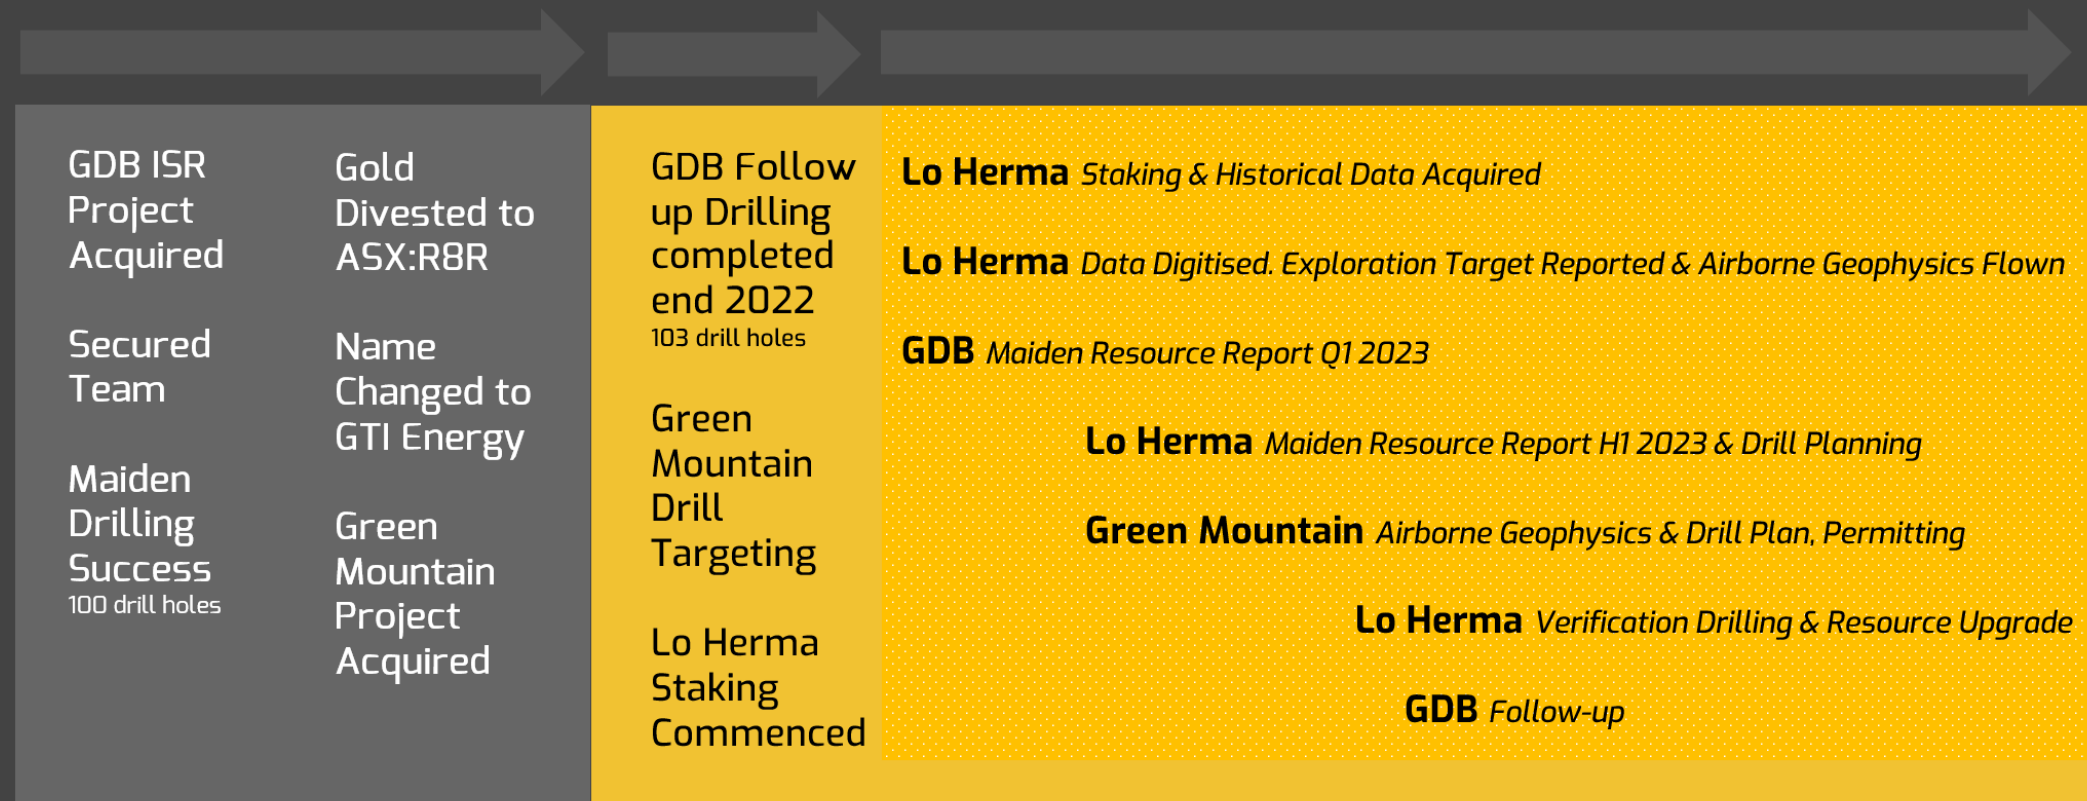 GDB ISR
Project
Acquired
Secured
Team
Maiden
Drilling
Success
100 drill holes
Gold
Divested to
ASX:R8R
Name
Changed to
GTI Energy
Green
Mountain
Project
Acquired
GDB Follow
up Drilling
completed
end 2022
103 drill holes
Green
Mountain
Drill
Targeting
Lo Herma
Staking
Commenced
Lo Herma Staking & Historical Data Acquired
Lo Herma Data Digitised. Exploration Target Reported & Airborne Geophysics Flown
GDB Maiden Resource Report Q1 2023
Lo Herma Maiden Resource Report H1 2023 & Drill Planning
Green Mountain Airborne Geophysics & Drill Plan, Permitting
Lo Herma Verification Drilling & Resource Upgrade
GDB Follow-up